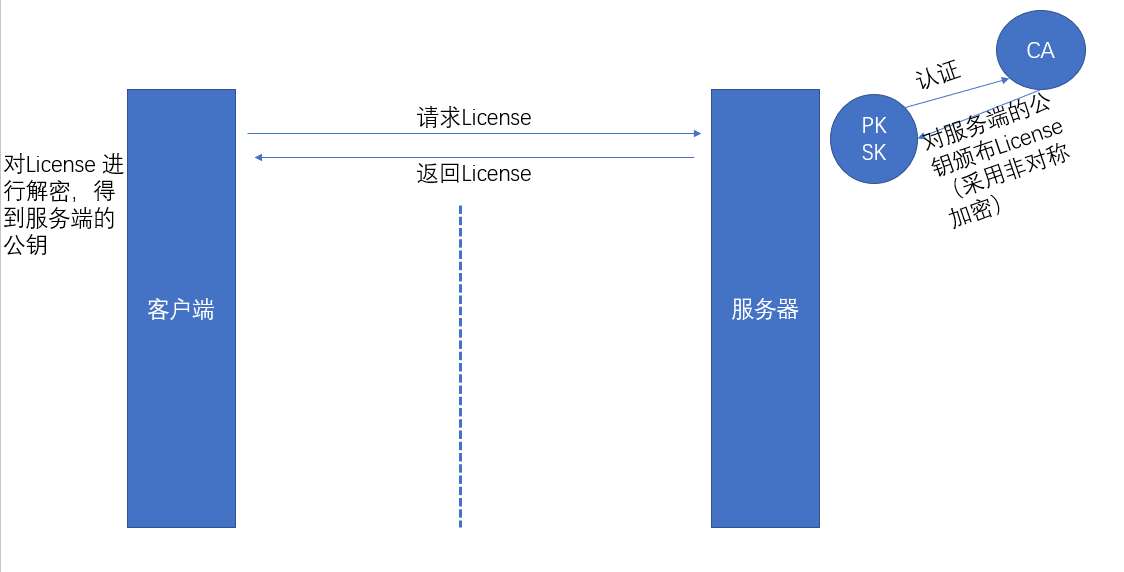 CA
认证
请求License
PK
SK
对服务端的公
钥颁布License
（采用非对称
加密）
返回License
对License 进
行解密，得
到服务端的
公钥
客户端
服务器